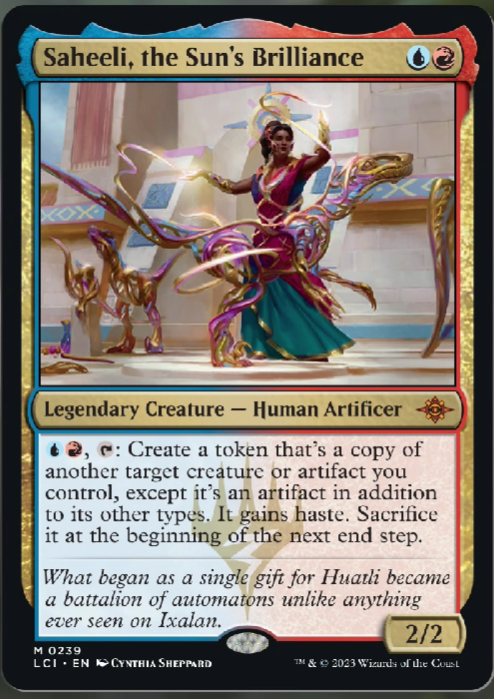 Saheeli, the Sun's Brilliance
Legendary Creature — Human Artificer
: Create a token that's a copy of
another target creature or artifact you
control, except it's an artifact in addition
to its other types. It gains haste. Sacrifice
it at the beginning of the next end step.
What began as a single gift for Huatli became
a battalion of automatons unlike anything
ever seen on Ixalan.
2/2
M 0239
LCI • EN Cynthia Sheppard
™ & © 2023 Wizards of the Coast